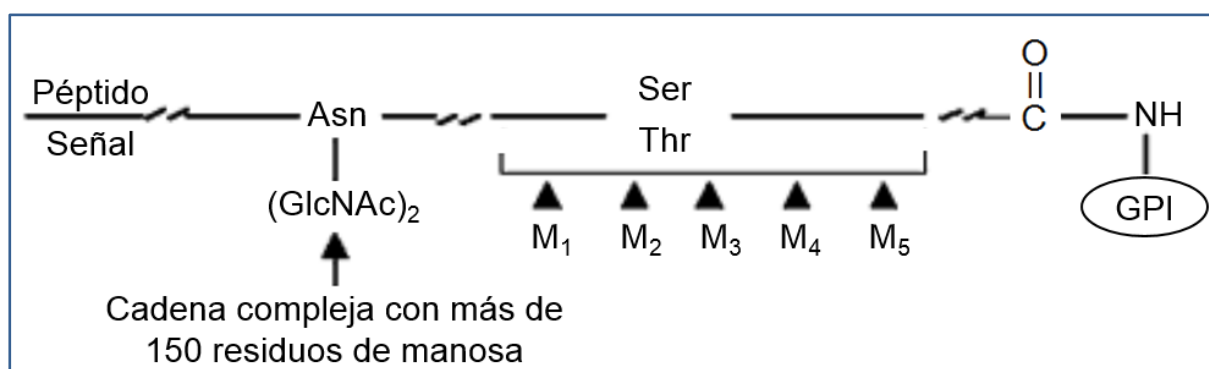 O
Péptido Ser
Señal Asn Thr C NH
(GlcNAc)₂ M₁ M₂ M₃ M₄ M₅ GPI
Cadena compleja con más de
150 residuos de manosa